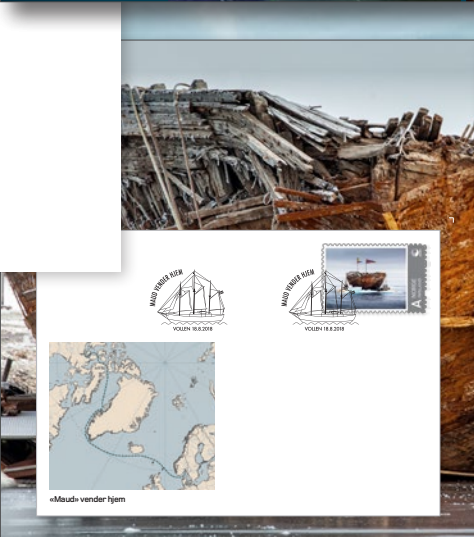 MAUD VENDER HJEM
VOLLEN 18.8.2018
MAUD VENDER HJEM
VOLLEN 18.8.2018
A
«Maud» vender hjem